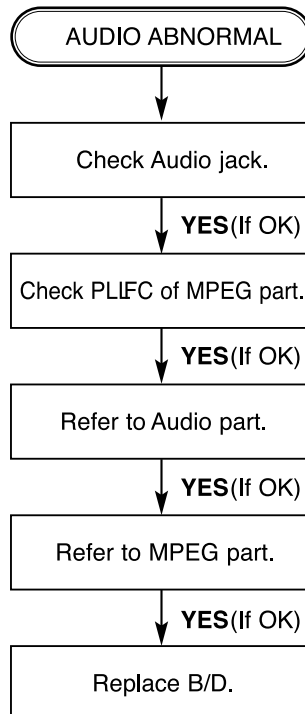 AUDIO ABNORMAL
Check Audio jack.
YES(If OK)
Check PLLFC of MPEG part.
YES(If OK)
Refer to Audio part.
YES(If OK)
Refer to MPEG part.
YES(If OK)
Replace B/D.